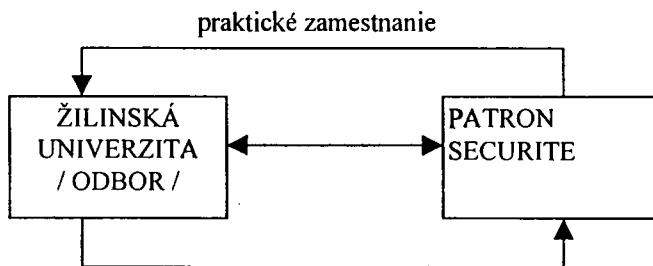 praktické zamestnanie
ŽILINSKÁ
UNIVERZITA
/ ODBOR /
PATRON
SECURITE